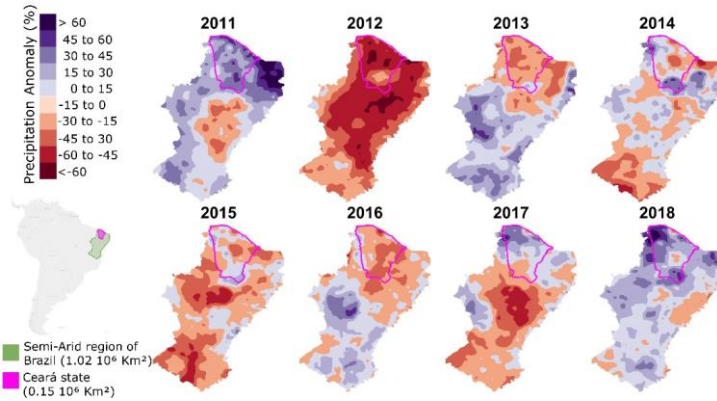 Precipitation Anomaly (%)
> 60
45 to 60
30 to 45
15 to 30
0 to 15
-15 to 0
-30 to -15
-45 to 30
-60 to -45
<-60
2011
2012
2013
2014
2015
2016
2017
2018
Semi-Arid region of
Brazil (1.02 10⁶ Km²)
Ceará state
(0.15 10⁶ Km²)